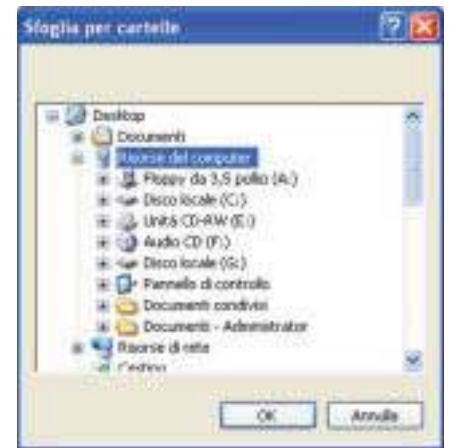 Sfoglia per cartelle
Desktop
Documenti
Risorse del computer
Floppy da 3,5 pollici (A:)
Disco locale (C:)
Unità CD-RW (E:)
Audio CD (F:)
Disco locale (G:)
Pannello di controllo
Documenti condivisi
Documenti - Administrator
Risorse di rete
Cestino
OK
Annulla